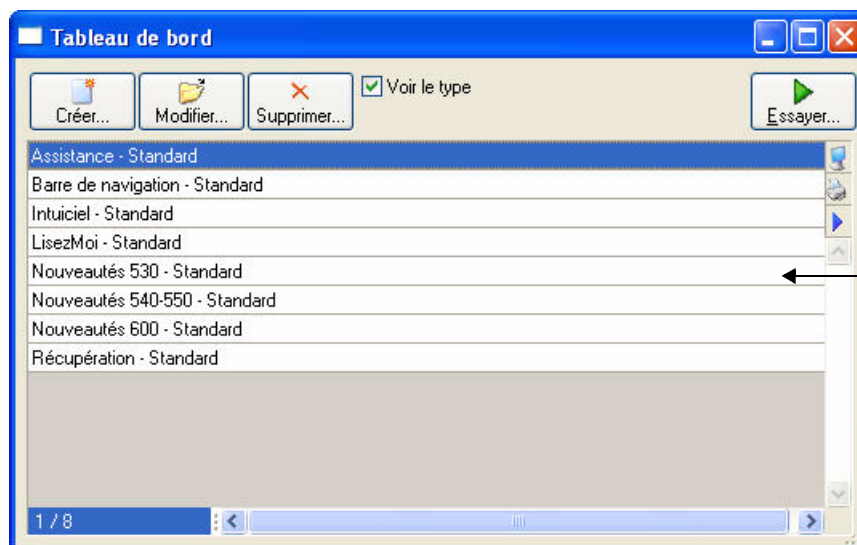 Tableau de bord
Créer... Modifier... Supprimer... Voir le type Essayer...
Assistance - Standard
Barre de navigation - Standard
Intuiciel - Standard
LisezMoi - Standard
Nouveautés 530 - Standard
Nouveautés 540-550 - Standard
Nouveautés 600 - Standard
Récupération - Standard
1 / 8